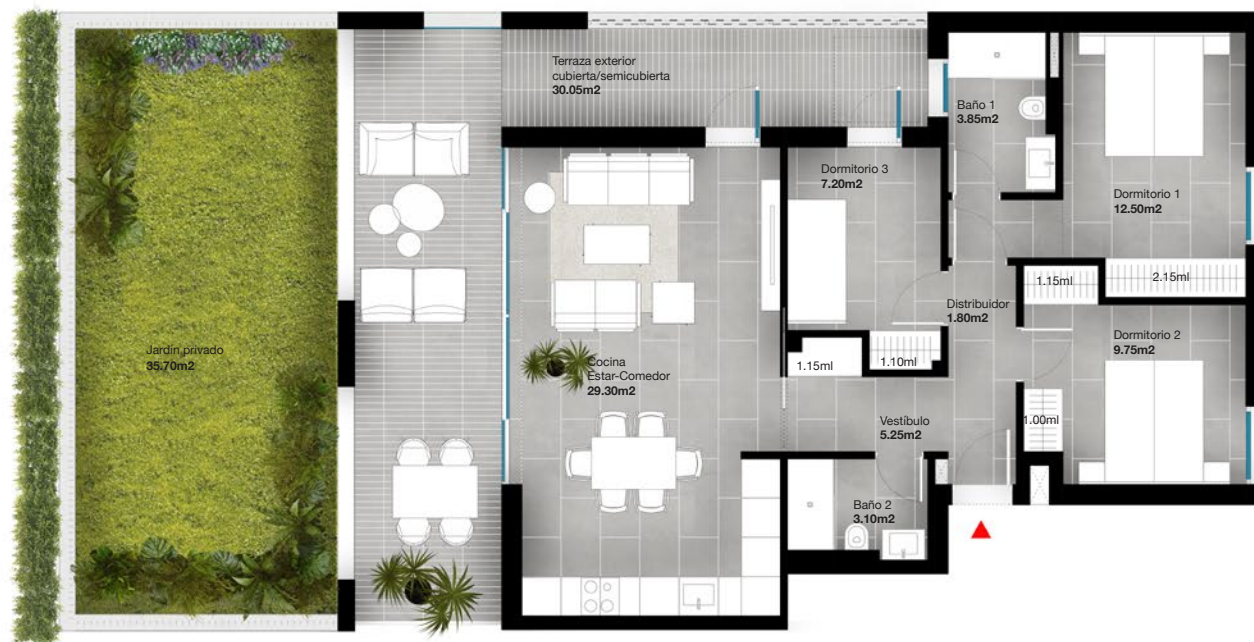 Terraza exterior
cubierta/semicubierta
30.05m2
Baño 1
3.85m2
Dormitorio 3
7.20m2
Dormitorio 1
12.50m2
1.15ml
2.15ml
Distribuidor
1.80m2
Dormitorio 2
9.75m2
Jardín privado
35.70m2
Cocina
Estar-Comedor
29.30m2
1.15ml
1.10ml
Vestíbulo
5.25m2
1.00ml
Baño 2
3.10m2